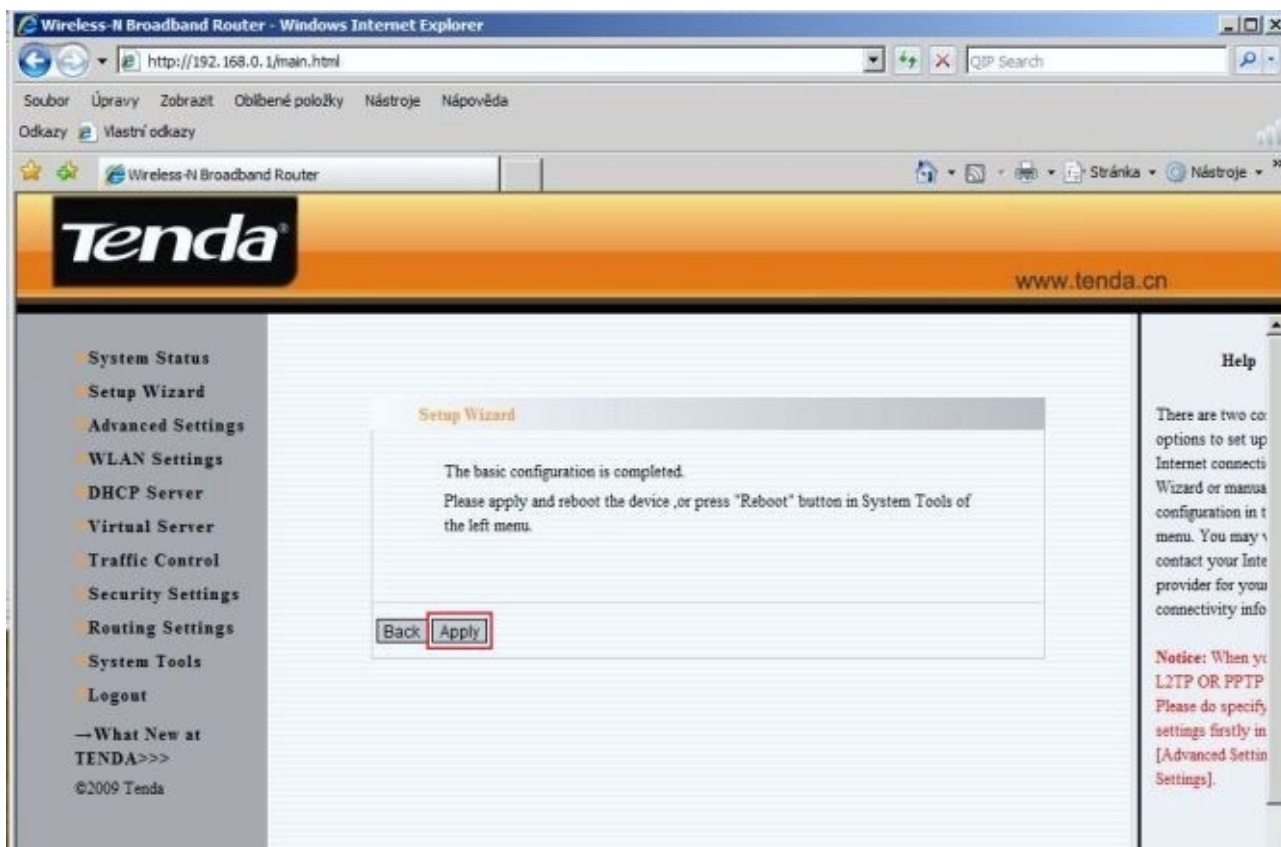 Wireless-N Broadband Router - Windows Internet Explorer
http://192.168.0.1/main.html
QIP Search
Soubor Úpravy Zobrazit Oblíbené položky Nástroje Nápověda
Odkazy Vlastní odkazy
Wireless-N Broadband Router
Stránka Nástroje
Tenda®
www.tenda.cn
System Status
Setup Wizard
Advanced Settings
WLAN Settings
DHCP Server
Virtual Server
Traffic Control
Security Settings
Routing Settings
System Tools
Logout
→What New at
TENDA>>>
©2009 Tenda
Setup Wizard
The basic configuration is completed.
Please apply and reboot the device ,or press "Reboot" button in System Tools of
the left menu.
Back Apply
Help
There are two
options to set up
Internet
Wizard or
configuration in
menu. You may
contact your
provider for
connectivity
Notice: When
L2TP OR PPTP
Please do specify
settings firstly in
[Advanced
Settings].